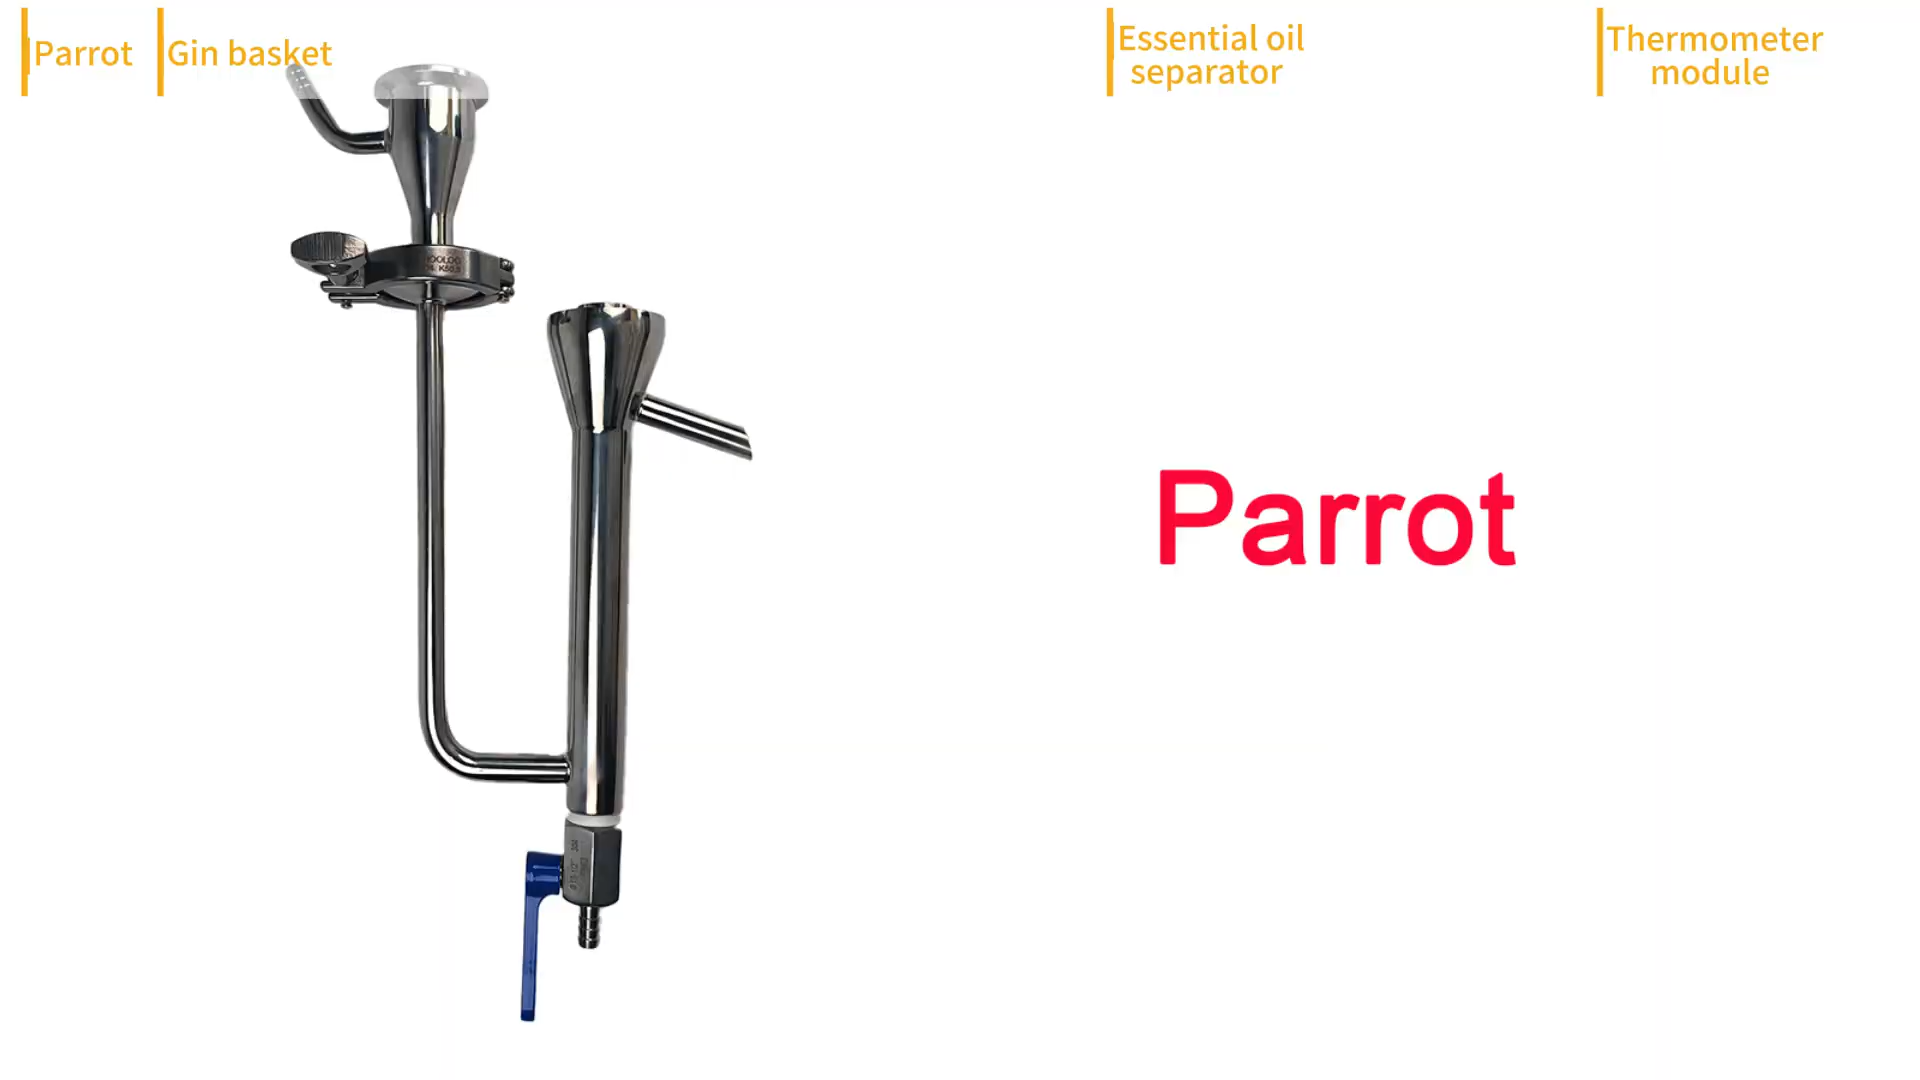 Parrot
Gin basket
Essential oil
separator
Thermometer
module
Parrot